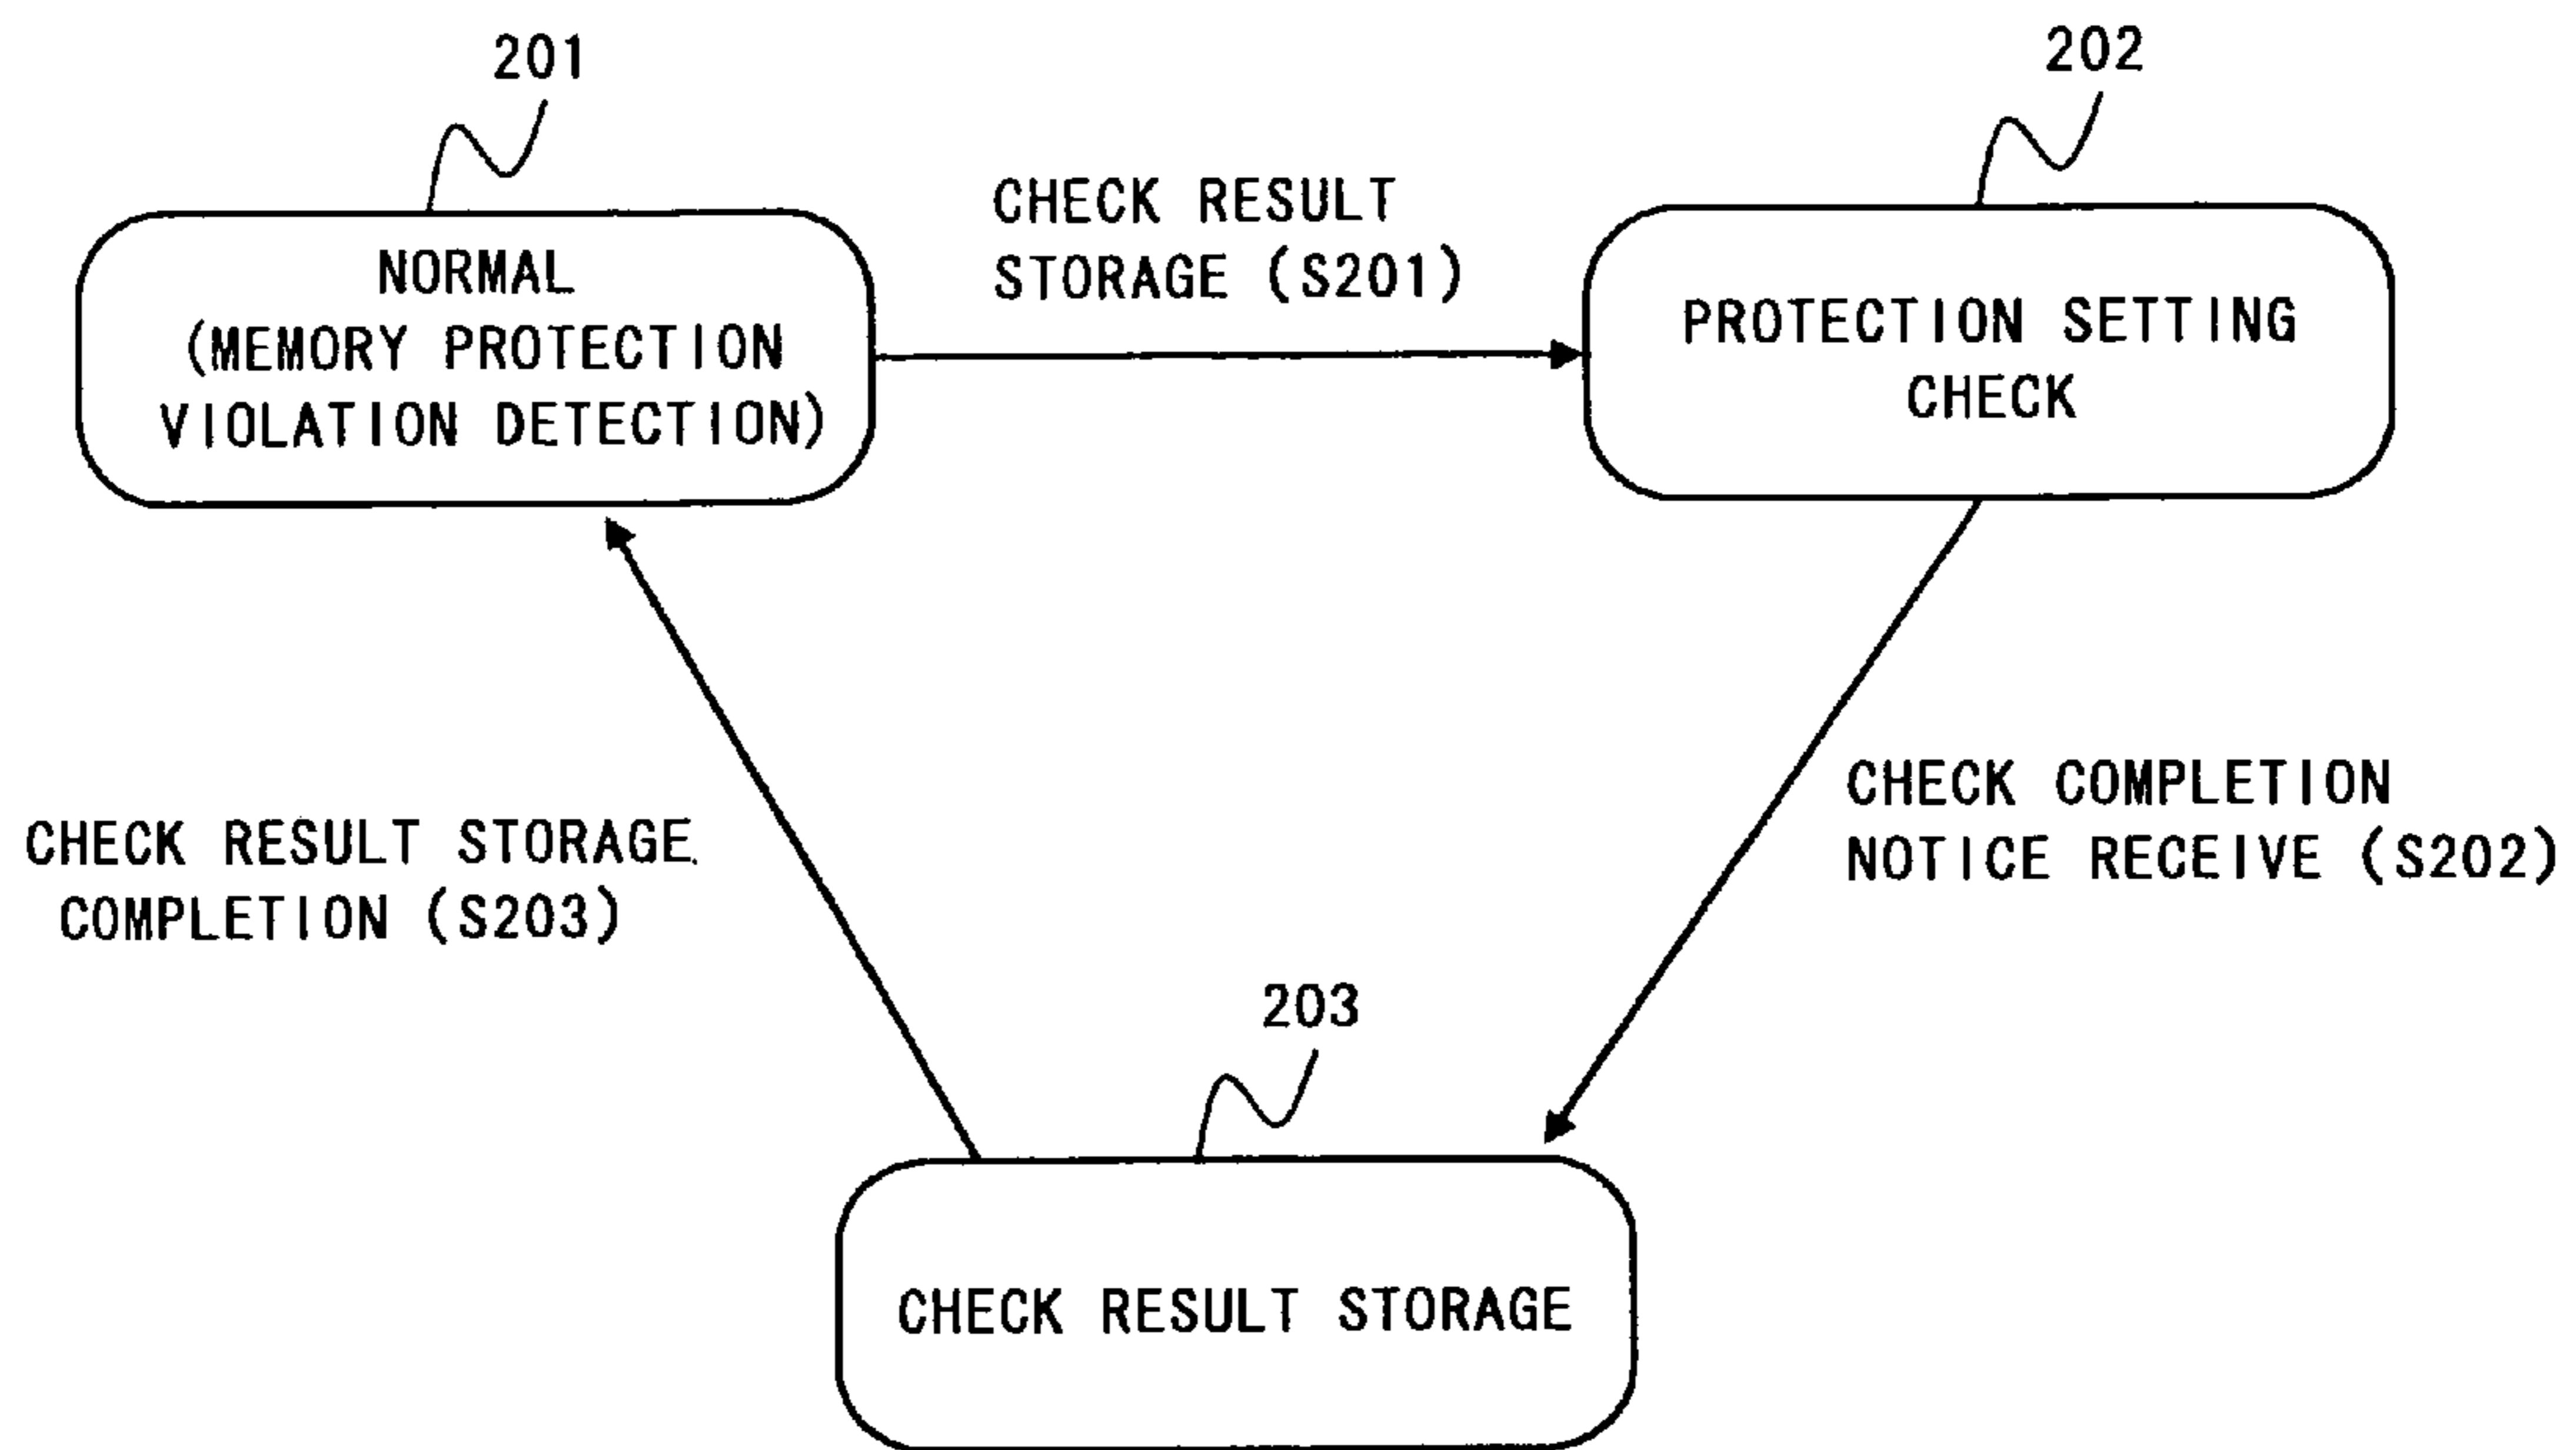 201
202
NORMAL
(MEMORY PROTECTION
VIOLATION DETECTION)
CHECK RESULT
STORAGE (S201)
PROTECTION SETTING
CHECK
CHECK RESULT STORAGE
COMPLETION (S203)
CHECK COMPLETION
NOTICE RECEIVE (S202)
203
CHECK RESULT STORAGE